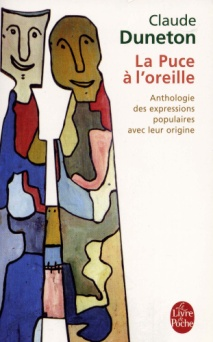 Claude
Duneton
La Puce
à l'oreille
Anthologie
des expressions
populaires
avec leur origine
Le Livre
de Poche